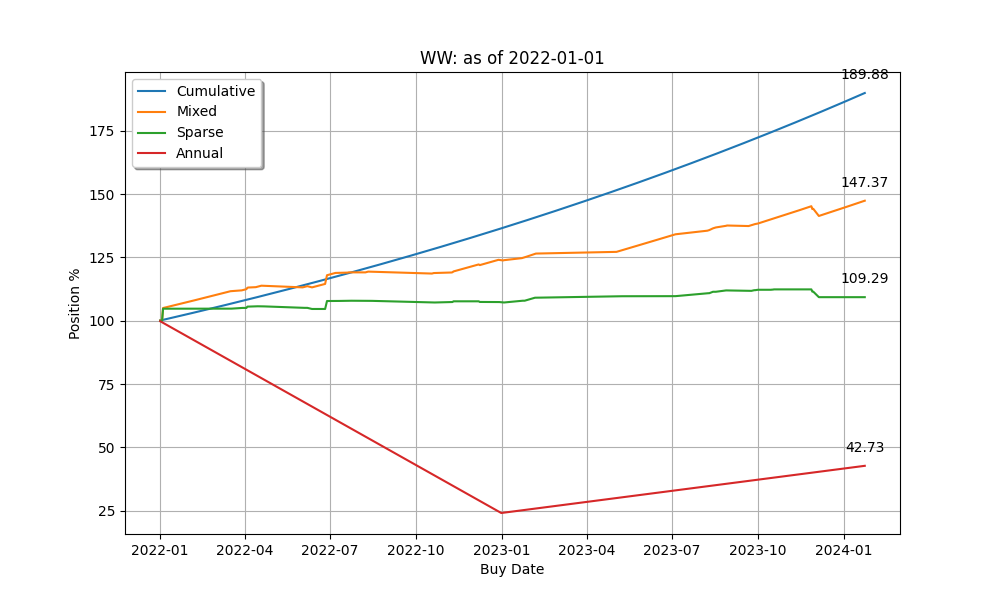 WW: as of 2022-01-01
189.88
Cumulative
Mixed
Sparse
Annual
147.37
109.29
42.73
175
150
125
100
75
50
25
Position %
2022-01 2022-04 2022-07 2022-10 2023-01 2023-04 2023-07 2023-10 2024-01
Buy Date